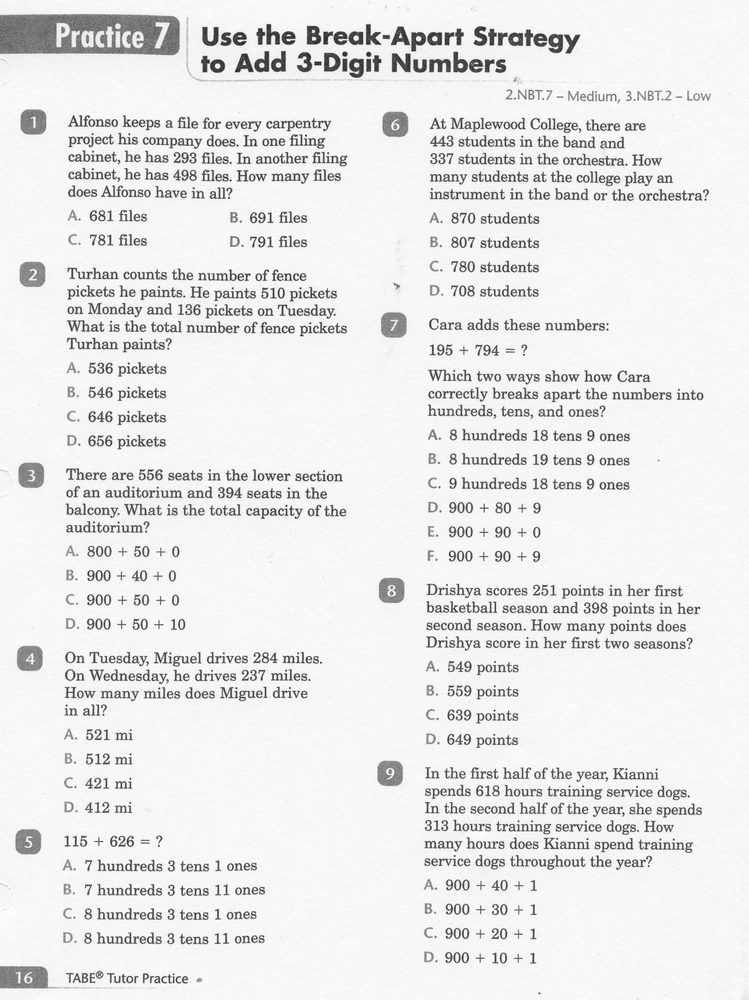 Practice 7
Use the Break-Apart Strategy
to Add 3-Digit Numbers
2.NBT.7 – Medium, 3.NBT.2 – Low
1
Alfonso keeps a file for every carpentry
project his company does. In one filing
cabinet, he has 293 files. In another filing
cabinet, he has 498 files. How many files
does Alfonso have in all?
A. 681 files B. 691 files
C. 781 files D. 791 files
2
Turhan counts the number of fence
pickets he paints. He paints 510 pickets
on Monday and 136 pickets on Tuesday.
What is the total number of fence pickets
Turhan paints?
A. 536 pickets
B. 546 pickets
C. 646 pickets
D. 656 pickets
3
There are 556 seats in the lower section
of an auditorium and 394 seats in the
balcony. What is the total capacity of the
auditorium?
A. 800 + 50 + 0
B. 900 + 40 + 0
C. 900 + 50 + 0
D. 900 + 50 + 10
4
On Tuesday, Miguel drives 284 miles.
On Wednesday, he drives 237 miles.
How many miles does Miguel drive
in all?
A. 521 mi
B. 512 mi
C. 421 mi
D. 412 mi
5
115 + 626 = ?
A. 7 hundreds 3 tens 1 ones
B. 7 hundreds 3 tens 11 ones
C. 8 hundreds 3 tens 1 ones
D. 8 hundreds 3 tens 11 ones
6
At Maplewood College, there are
443 students in the band and
337 students in the orchestra. How
many students at the college play an
instrument in the band or the orchestra?
A. 870 students
B. 807 students
C. 780 students
D. 708 students
7
Cara adds these numbers:
195 + 794 = ?
Which two ways show how Cara
correctly breaks apart the numbers into
hundreds, tens, and ones?
A. 8 hundreds 18 tens 9 ones
B. 8 hundreds 19 tens 9 ones
C. 9 hundreds 18 tens 9 ones
D. 900 + 80 + 9
E. 900 + 90 + 0
F. 900 + 90 + 9
8
Drishya scores 251 points in her first
basketball season and 398 points in her
second season. How many points does
Drishya score in her first two seasons?
A. 549 points
B. 559 points
C. 639 points
D. 649 points
9
In the first half of the year, Kianni
spends 618 hours training service dogs.
In the second half of the year, she spends
313 hours training service dogs. How
many hours does Kianni spend training
service dogs throughout the year?
A. 900 + 40 + 1
B. 900 + 30 + 1
C. 900 + 20 + 1
D. 900 + 10 + 1
16 TABE® Tutor Practice